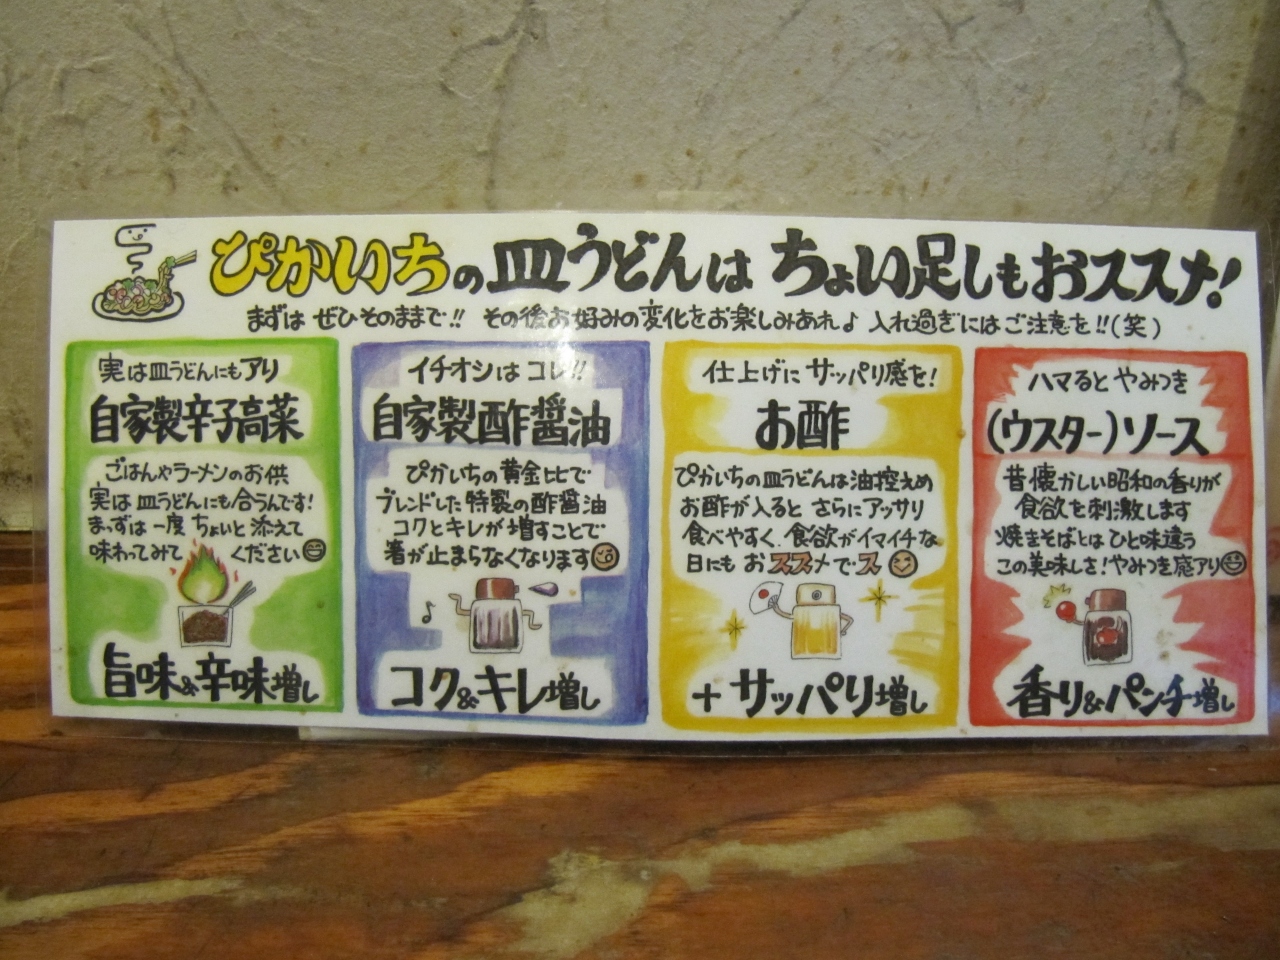 ぴかいちの皿うどんは ちょい足しもおススメ!
まずは ぜひそのままで!! その後お好みの変化をお楽しみあれ♪ 入れ過ぎにはご注意を!!(笑)
実は皿うどんにもアリ
自家製辛子高菜
ごはんやラーメンのお供
実は皿うどんにも合うんです!
まっずは一度 ちょいと添えて
味わってみて ください
旨味&辛味増し
イチオシはコレ!!
自家製酢醤油
ぴかいちの黄金比で
ブレンドした特製の酢醤油
コクとキレが増すことで
箸が止まらなくなります
コク&キレ増し
仕上げに サッパリ感を!
お酢
ぴかいちの皿うどんは油控えめ
お酢が入ると さらにアッサリ
食べやすく、食欲がイマイチな
日にも おススメでス
+サッパリ増し
ハマるとやみつき
(ウスター)ソース
昔懐かしい昭和の香りが
食欲を刺激します
焼きそばとは ひと味違う
この美味しさ!やみつき感アリ
香り&パンチ増し